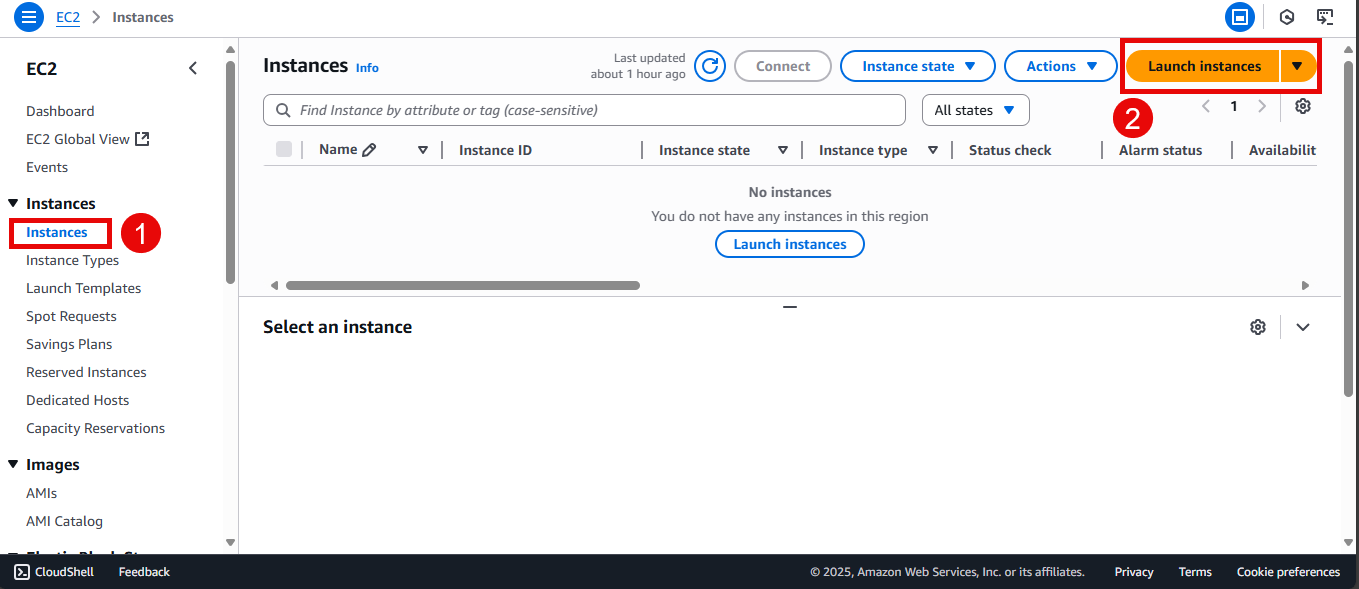 EC2 > Instances
EC2
Dashboard
EC2 Global View
Events
Instances
Instances
1
Instance Types
Launch Templates
Spot Requests
Savings Plans
Reserved Instances
Dedicated Hosts
Capacity Reservations
Images
AMIs
AMI Catalog
Instances Info
Last updated
about 1 hour ago
Connect
Instance state
Actions
Launch instances
2
Find Instance by attribute or tag (case-sensitive)
All states
1
Name
Instance ID
Instance state
Instance type
Status check
Alarm status
Availabilit
No instances
You do not have any instances in this region
Launch instances
Select an instance
CloudShell
Feedback
© 2025, Amazon Web Services, Inc. or its affiliates.
Privacy
Terms
Cookie preferences